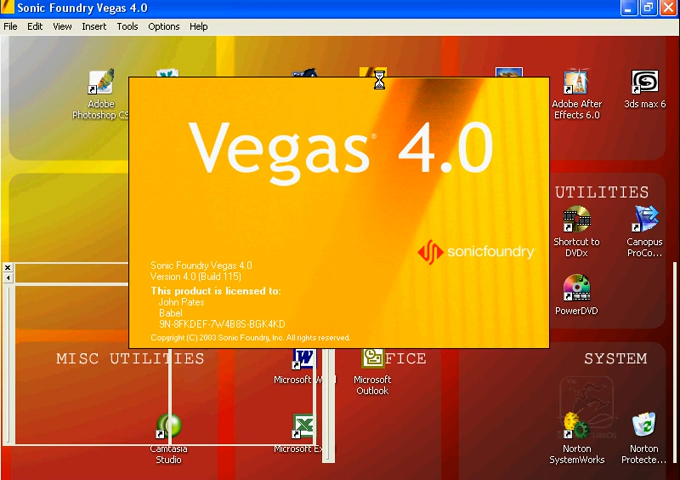 Sonic Foundry Vegas 4.0
File Edit View Insert Tools Options Help
Adobe
Photoshop CS
Adobe After
Effects 6.0
3ds max 6
Vegas® 4.0
sonicfoundry
Sonic Foundry Vegas 4.0
Version 4.0 (Build 115)
This product is licensed to:
John Pates
Babel
9N-8FKDEF-7W4B8S-BGK4KD
Copyright (C) 2003 Sonic Foundry, Inc. All rights reserved.
UTILITIES
Shortcut to
DVDx
Canopus
ProCo...
PowerDVD
MISC UTILITIES
FICE
SYSTEM
Microsoft W
Microsoft
Outlook
Camtasia
Studio
Microsoft Ex
Norton
SystemWorks
Norton
Protecte...